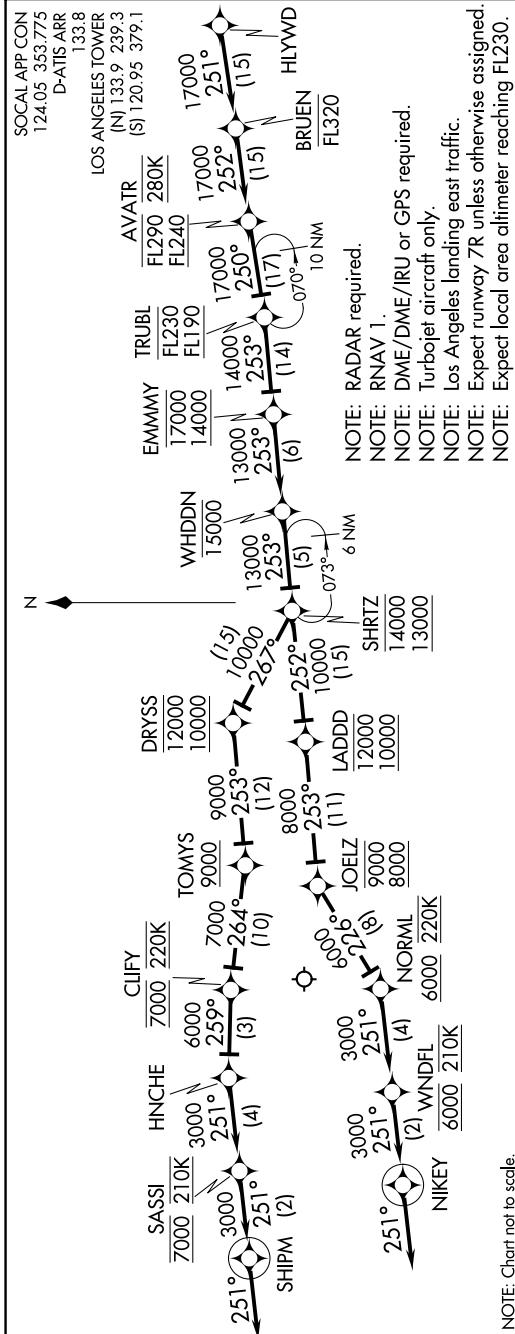 SOCAL APP CON
124.05 353.775
D-ATIS ARR
133.8
LOS ANGELES TOWER
(N) 133.9 239.3
(S) 120.95 379.1
HLYWD
17000
251°
(15)
BRUEN
FL320
17000
252°
(15)
AVATR
FL290 280K
FL240
17000
250°
(17)
070°
10 NM
TRUBL
FL230
FL190
14000
253°
(14)
EMMMY
17000
14000
13000
253°
(6)
WHDDN
15000
13000
253°
(5)
073°
6 NM
SHRTZ
14000
13000
N
(15)
10000
267°
DRYSS
12000
10000
9000
253°
(12)
TOMYS
9000
7000
264°
(10)
CLIFY
7000 220K
6000
259°
(3)
HNCHE
3000
251°
(4)
SASSI
7000 210K
3000
251°
(2)
SHIPM
251°
252°
10000
(15)
LADDD
12000
10000
8000
253°
(11)
JOELZ
9000
8000
6000
226°
(8)
NORML
6000 220K
3000
251°
(4)
WNDFL
6000 210K
3000
251°
(2)
NIKEY
251°
NOTE: RADAR required.
NOTE: RNAV 1.
NOTE: DME/DME/IRU or GPS required.
NOTE: Turbojet aircraft only.
NOTE: Los Angeles landing east traffic.
NOTE: Expect runway 7R unless otherwise assigned.
NOTE: Expect local area altimeter reaching FL230.
NOTE: Chart not to scale.